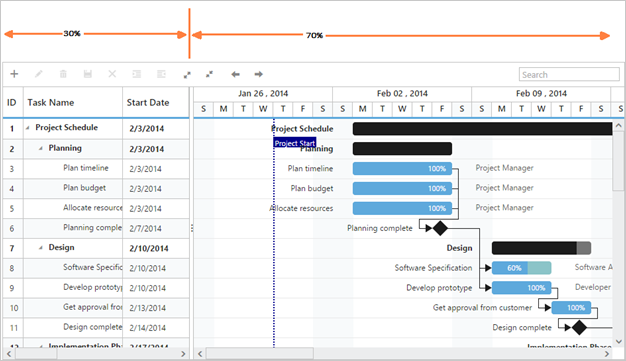 30%
70%
Search
Jan 26 , 2014 Feb 02 , 2014 Feb 09 , 2014
ID Task Name Start Date S M T W T F S S M T W T F S S M T W T F S S
1 Project Schedule 2/3/2014 Project Schedule
Project Start
2 Planning 2/3/2014 Planning
3 Plan timeline 2/3/2014 Plan timeline 100% Project Manager
4 Plan budget 2/3/2014 Plan budget 100% Project Manager
5 Allocate resource 2/3/2014 Allocate resources 100% Project Manager
6 Planning comple 2/7/2014 Planning complete
7 Design 2/10/2014 Design
8 Software Specific 2/10/2014 Software Specification 60% Software A
9 Develop prototyp 2/10/2014 Develop prototype 100% Developer
10 Get approval fron 2/13/2014 Get approval from customer 100%
11 Design complete 2/14/2014 Design complete
12 Implementation Pha 2/17/2014 Implementation Phase